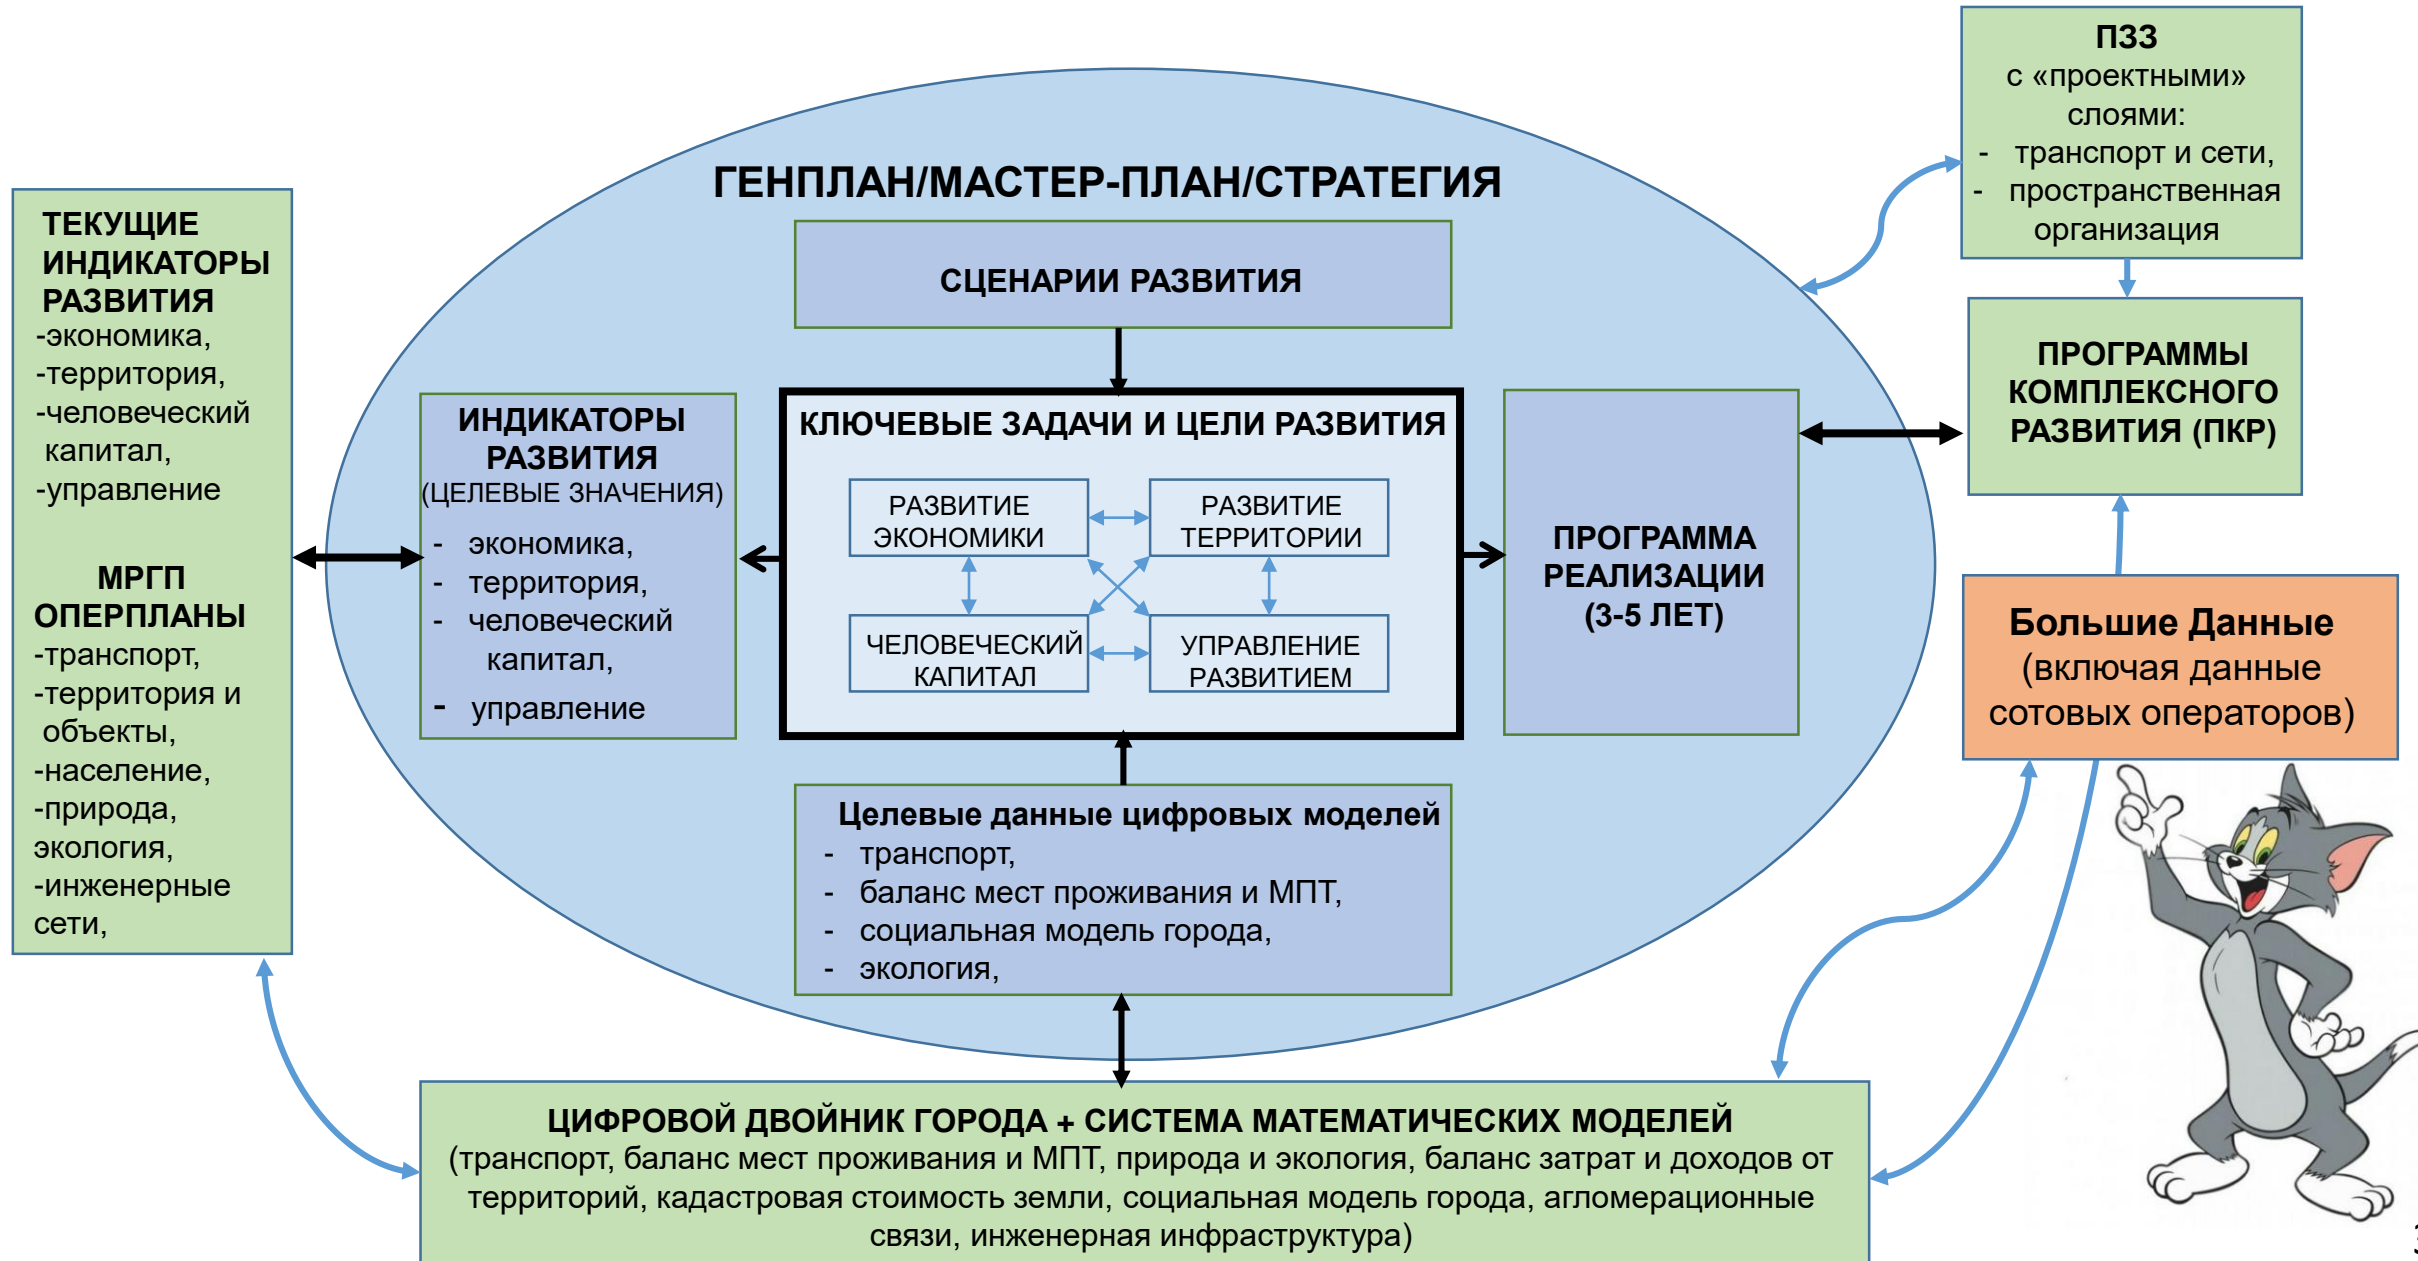 ПЗЗ
с «проектными»
слоями:
- транспорт и сети,
- пространственная
организация
ГЕНПЛАН/МАСТЕР-ПЛАН/СТРАТЕГИЯ
СЦЕНАРИИ РАЗВИТИЯ
ТЕКУЩИЕ
ИНДИКАТОРЫ
РАЗВИТИЯ
-экономика,
-территория,
-человеческий
капитал,
-управление
МРГП
ОПЕРПЛАНЫ
-транспорт,
-территория и
объекты,
-население,
-природа,
экология,
-инженерные
сети,
ИНДИКАТОРЫ
РАЗВИТИЯ
(ЦЕЛЕВЫЕ ЗНАЧЕНИЯ)
- экономика,
- территория,
- человеческий
капитал,
- управление
КЛЮЧЕВЫЕ ЗАДАЧИ И ЦЕЛИ РАЗВИТИЯ
РАЗВИТИЕ
ЭКОНОМИКИ
РАЗВИТИЕ
ТЕРРИТОРИИ
ЧЕЛОВЕЧЕСКИЙ
КАПИТАЛ
УПРАВЛЕНИЕ
РАЗВИТИЕМ
ПРОГРАММА
РЕАЛИЗАЦИИ
(3-5 ЛЕТ)
ПРОГРАММЫ
КОМПЛЕКСНОГО
РАЗВИТИЯ (ПКР)
Большие Данные
(включая данные
сотовых операторов)
Целевые данные цифровых моделей
- транспорт,
- баланс мест проживания и МПТ,
- социальная модель города,
- экология,
ЦИФРОВОЙ ДВОЙНИК ГОРОДА + СИСТЕМА МАТЕМАТИЧЕСКИХ МОДЕЛЕЙ
(транспорт, баланс мест проживания и МПТ, природа и экология, баланс затрат и доходов от
территорий, кадастровая стоимость земли, социальная модель города, агломерационные
связи, инженерная инфраструктура)